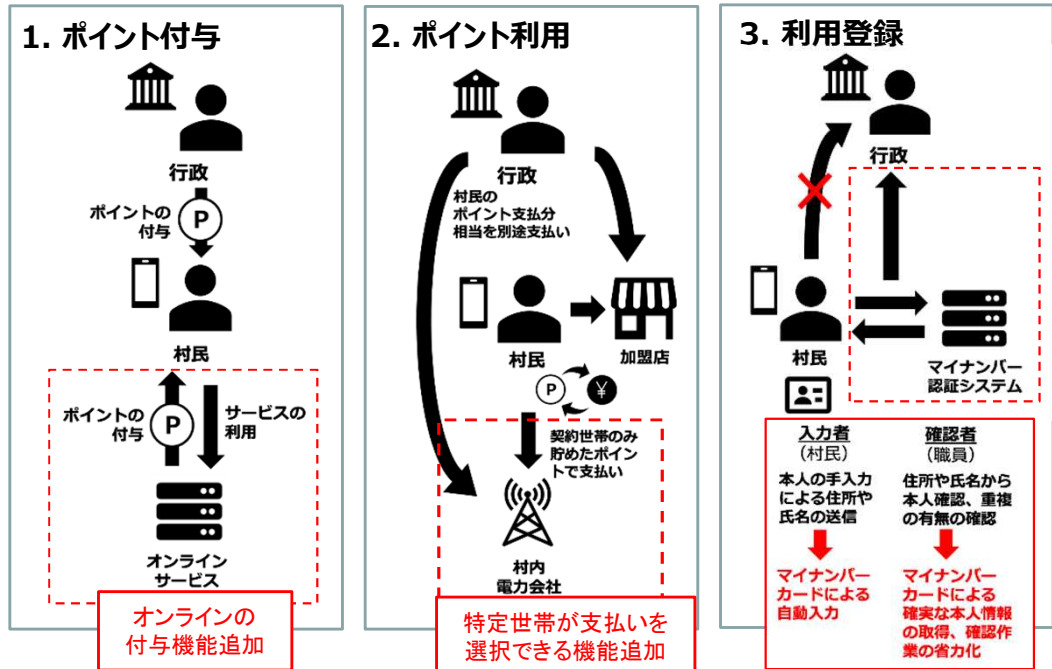 1. ポイント付与
行政
ポイントの
付与
P
村民
ポイントの
付与
P
サービスの
利用
オンライン
サービス
オンラインの
付与機能追加
2. ポイント利用
行政
村民の
ポイント支払分
相当を別途支払い
村民
加盟店
P
¥
契約世帯のみ
貯めたポイン
トで支払い
村内
電力会社
特定世帯が支払いを
選択できる機能追加
3. 利用登録
行政
村民
マイナンバー
認証システム
入力者
(村民)
本人の手入力
による住所や
氏名の送信
マイナンバー
カードによる
自動入力
確認者
(職員)
住所や氏名から
本人確認、重複
の有無の確認
マイナンバー
カードによる
確実な本人情報
の取得、確認作
業の省力化